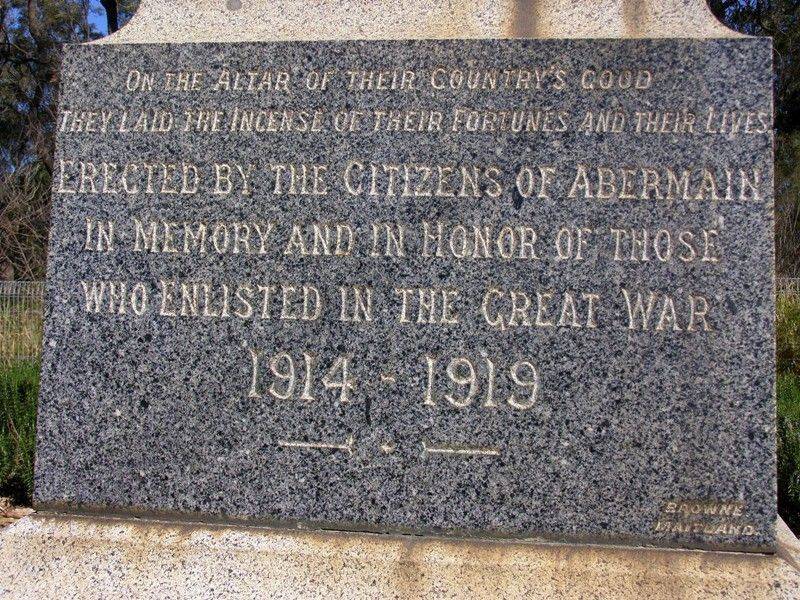 On the Altar of their Country's Good
They Laid the Incense of their Fortunes and their Lives
Erected by the Citizens of Abermain
in Memory and in Honor of Those
who Enlisted in the Great War
1914 - 1919
Browne
Maitland